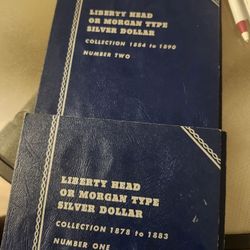 LIBERTY HEAD
OR MORGAN TYPE
SILVER DOLLAR
COLLECTION 1884 to 1890
NUMBER TWO
LIBERTY HEAD
OR MORGAN TYPE
SILVER DOLLAR
COLLECTION 1878 to 1883
NUMBER ONE